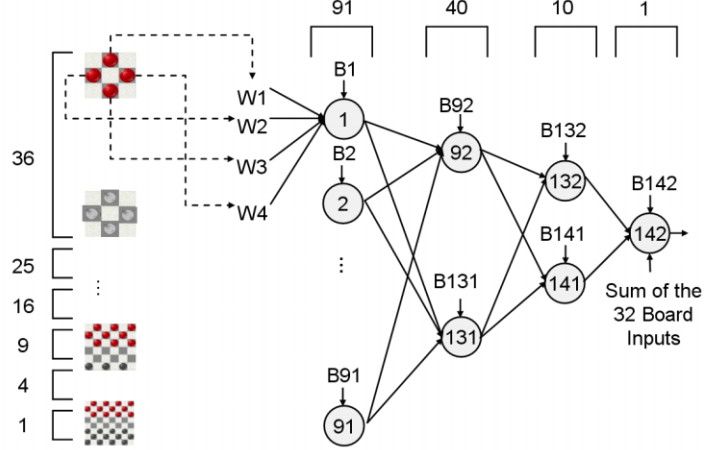 91 40 10 1
B1
W1
1
W2
B2
B92
92
B132
132
36
W3
2
B142
W4
142
B141
141
25
⋮
⋮
B131
Sum of the
32 Board
Inputs
16
131
9
4
B91
1
91